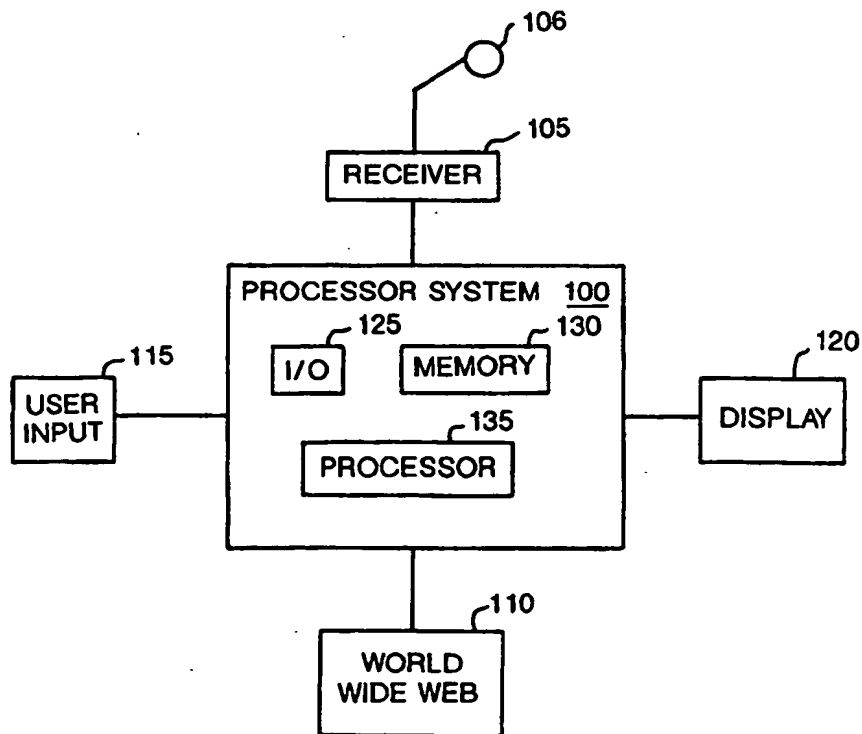 106
105
RECEIVER
PROCESSOR SYSTEM 100
125
130
I/O
MEMORY
115
120
USER
INPUT
DISPLAY
135
PROCESSOR
110
WORLD
WIDE WEB